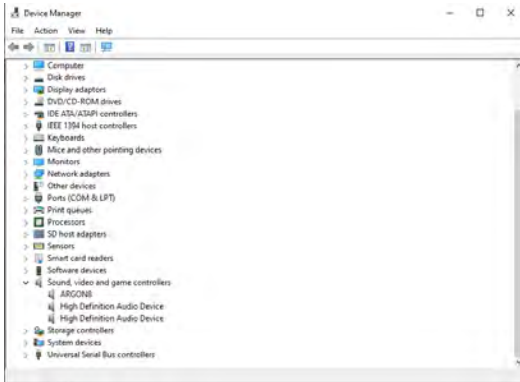 Device Manager
File Action View Help
Computer
Disk drives
Display adaptors
DVD/CD-ROM drives
IDE ATA/ATAPI controllers
IEEE 1394 host controllers
Keyboards
Mice and other pointing devices
Monitors
Network adapters
Other devices
Ports (COM & LPT)
Print queues
Processors
SD host adapters
Sensors
Smart card readers
Software devices
Sound, video and game controllers
ARGON8
High Definition Audio Device
High Definition Audio Device
Storage controllers
System devices
Universal Serial Bus controllers